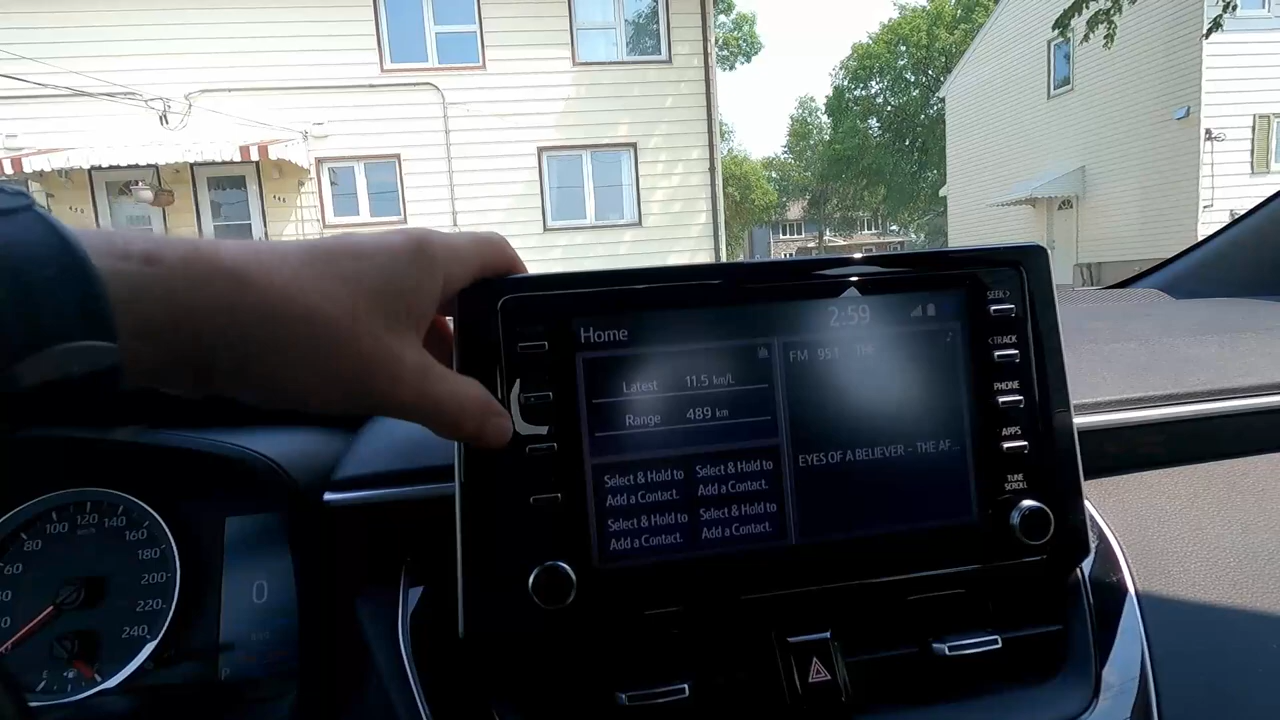 Home
2:59
Latest 11.5 km/L
Range 489 km
Select & Hold to
Add a Contact.
Select & Hold to
Add a Contact.
Select & Hold to
Add a Contact.
Select & Hold to
Add a Contact.
FM 95.1 THE
EYES OF A BELIEVER - THE AF...
SEEK >
< TRACK
PHONE
APPS
TUNE
SCROLL
60
80
100
120
140
160
180
200
220
240
km/h
E
0
P